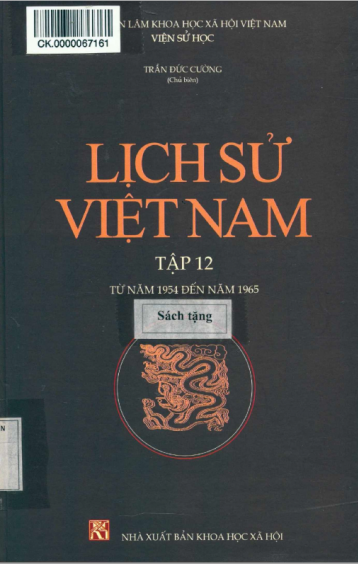 N LÂM KHOA HỌC XÃ HỘI VIỆT NAM
CK.0000067161
VIỆN SỬ HỌC
TRẦN ĐỨC CƯỜNG
(Chủ biên)
LỊCH SỬ
VIỆT NAM
TẬP 12
TỪ NĂM 1954 ĐẾN NĂM 1965
Sách tặng
N
NHÀ XUẤT BẢN KHOA HỌC XÃ HỘI